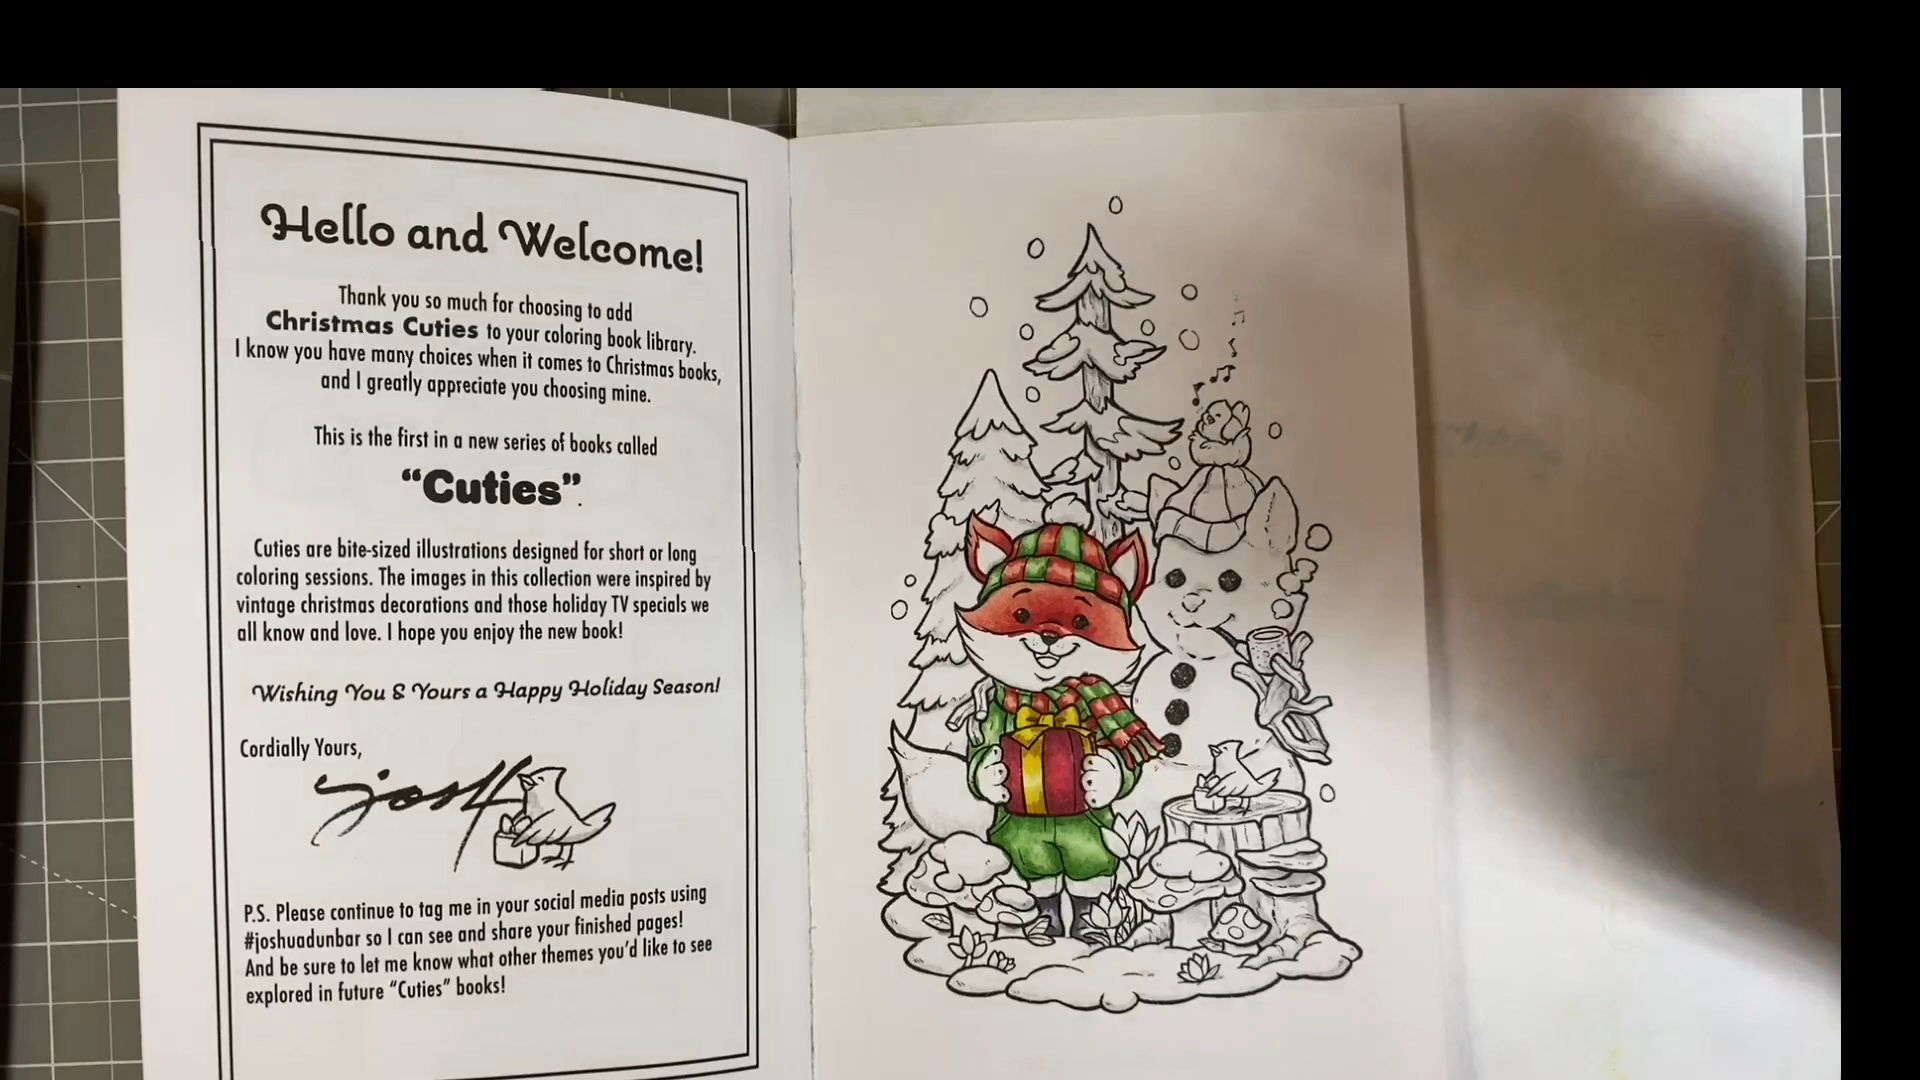 Hello and Welcome!
Thank you so much for choosing to add
Christmas Cuties to your coloring book library.
I know you have many choices when it comes to Christmas books,
and I greatly appreciate you choosing mine.
This is the first in a new series of books called
“Cuties”.
Cuties are bite-sized illustrations designed for short or long
coloring sessions. The images in this collection were inspired by
vintage christmas decorations and those holiday TV specials we
all know and love. I hope you enjoy the new book!
Wishing You & Yours a Happy Holiday Season!
Cordially Yours,
josh
P.S. Please continue to tag me in your social media posts using
#joshuadunbar so I can see and share your finished pages!
And be sure to let me know what other themes you'd like to see
explored in future “Cuties” books!